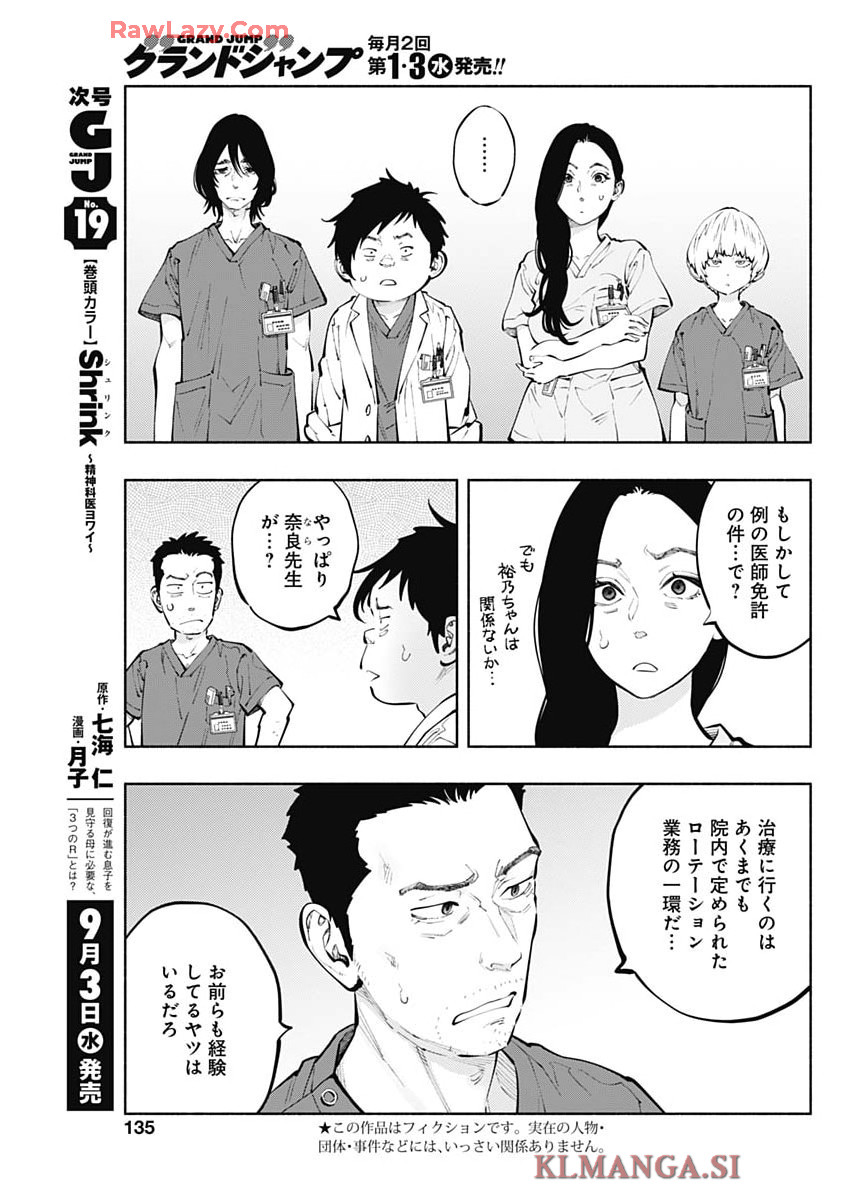 RawLazy.Com
GRAND JUMP
グランドジャンプ
毎月2回
第1・3水発売!!
次号
GJ
GRAND JUMP
No.
19
【巻頭カラー】Shrink
シュリンク
〜精神科医ヨワイ〜
原作・七海 仁
漫画・月子
回復が進む息子を
見守る母に必要な、
「3つのR」とは?
9月3日水発売
……
もしかして
例の医師免許
の件…で?
でも
裕乃ちゃんは
関係ないか…
やっぱり
奈良先生
なら
が…?
治療に行くのは
あくまでも
院内で定められた
ローテーション
業務の一環だ…
お前らも経験
してるヤツは
いるだろ
135
★この作品はフィクションです。実在の人物・
団体・事件などには、いっさい関係ありません。
KLMANGA.SI